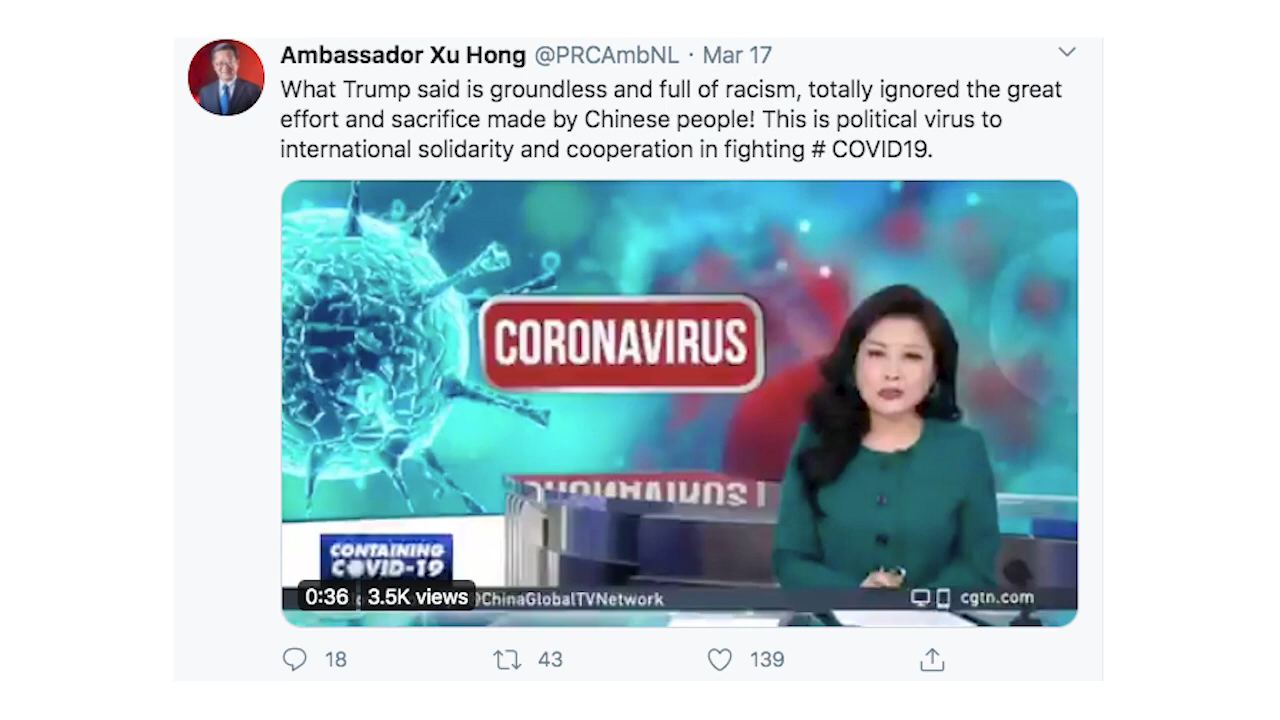 Ambassador Xu Hong @PRCAmbNL · Mar 17
What Trump said is groundless and full of racism, totally ignored the great
effort and sacrifice made by Chinese people! This is political virus to
international solidarity and cooperation in fighting # COVID19.
CORONAVIRUS
CORONAVIRUS
CONTAINING
COVID-19
0:36 3.5K views
@ChinaGlobalTVNetwork
cgtn.com
18 43 139